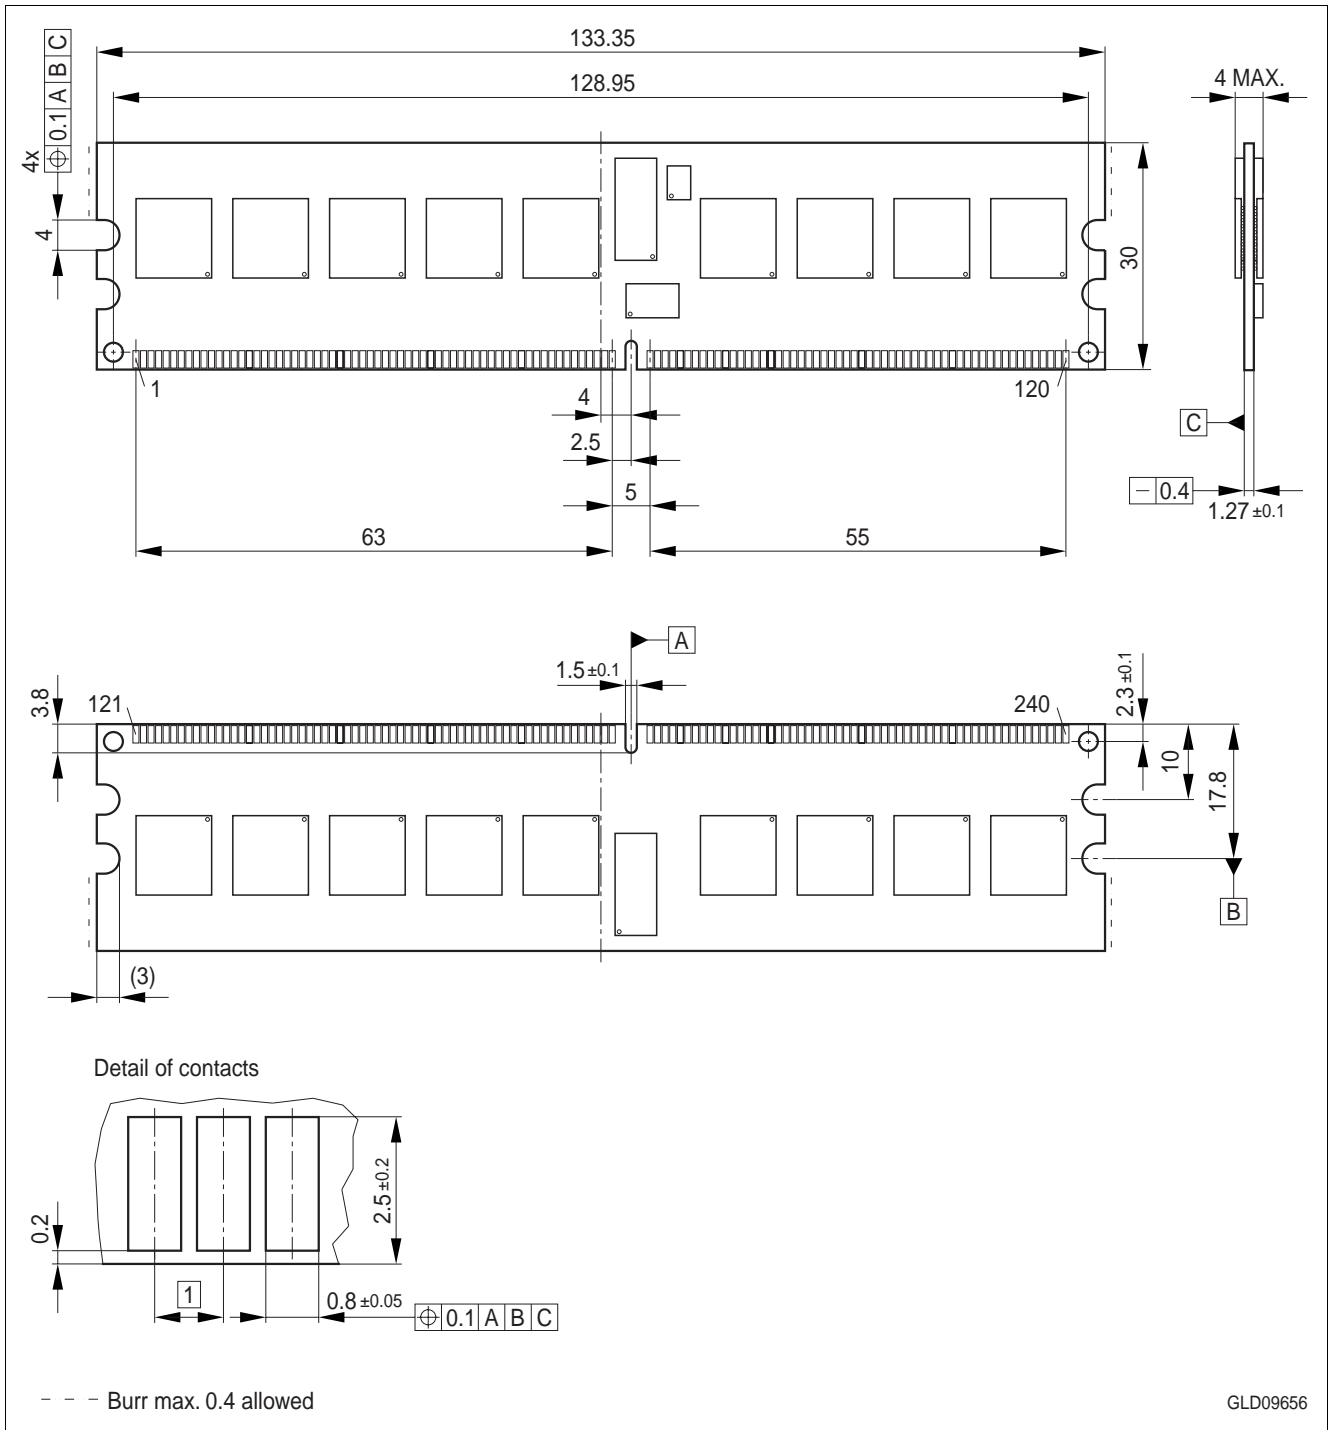 133.35
128.95
4 MAX.
4x
⌖ 0.1 A B C
4
30
1
120
4
2.5
5
63
55
C
— 0.4
1.27 ±0.1
A
1.5 ±0.1
3.8
121
240
2.3 ±0.1
10
17.8
B
(3)
Detail of contacts
0.2
2.5 ±0.2
1
0.8 ±0.05
⌖ 0.1 A B C
- - - Burr max. 0.4 allowed
GLD09656